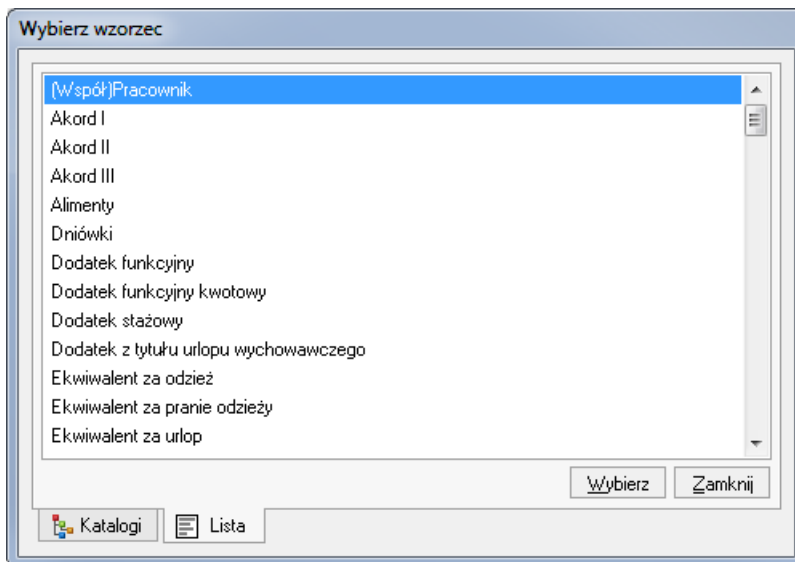 Wybierz wzorzec
(Współ)Pracownik
Akord I
Akord II
Akord III
Alimenty
Dniówki
Dodatek funkcyjny
Dodatek funkcyjny kwotowy
Dodatek stażowy
Dodatek z tytułu urlopu wychowawczego
Ekwiwalent za odzież
Ekwiwalent za pranie odzieży
Ekwiwalent za urlop
Wybierz Zamknij
Katalogi Lista